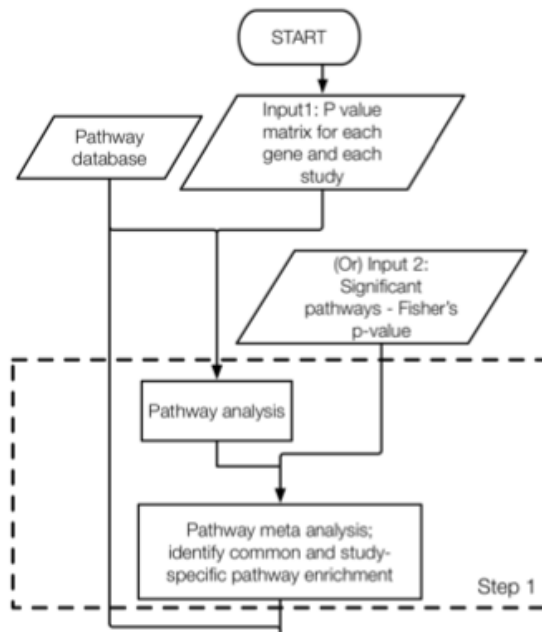 START
Input1: P value
matrix for each
gene and each
study
Pathway
database
(Or) Input 2:
Significant
pathways - Fisher's
p-value
Pathway analysis
Pathway meta analysis;
identify common and study-
specific pathway enrichment
Step 1